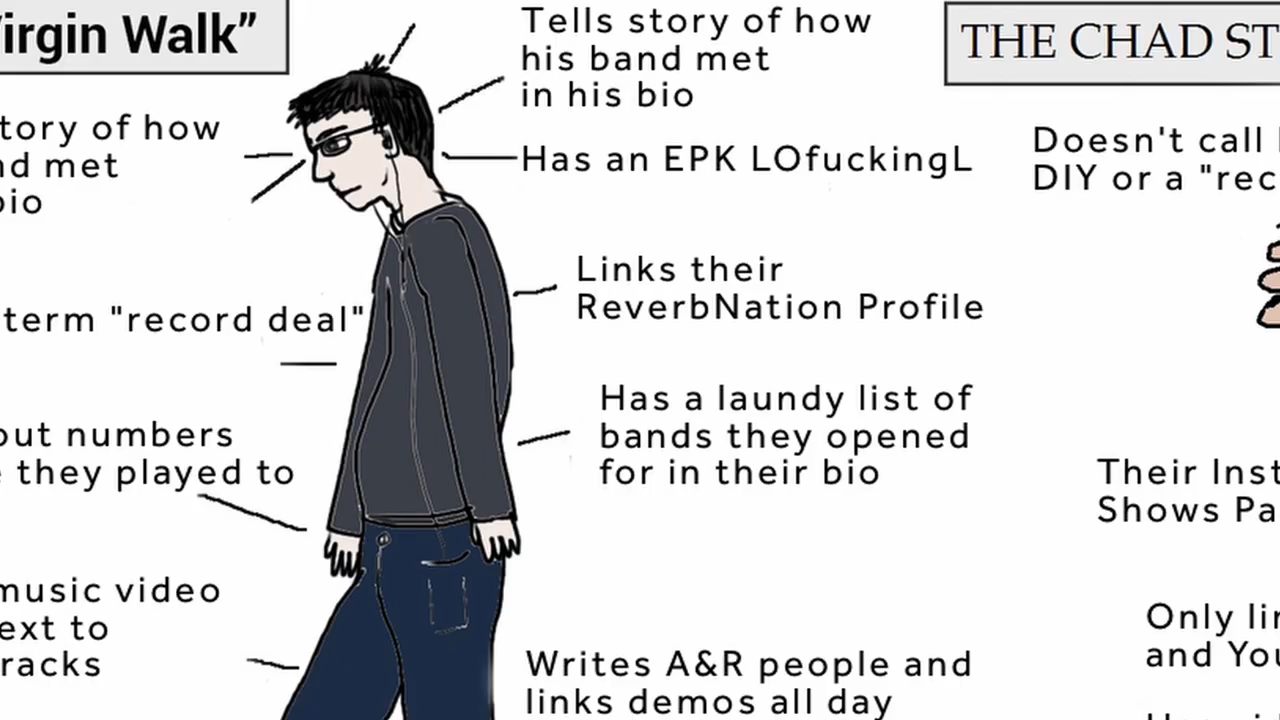 irgin Walk”
Tells story of how
his band met
in his bio
THE CHAD ST
tory of how
nd met
bio
Has an EPK LOfuckingL
Doesn't call
DIY or a "rec
Links their
ReverbNation Profile
term "record deal"
Has a laundy list of
bands they opened
for in their bio
out numbers
e they played to
Their Inst
Shows Pa
music video
ext to
racks
Only lin
and You
Writes A&R people and
links demos all day